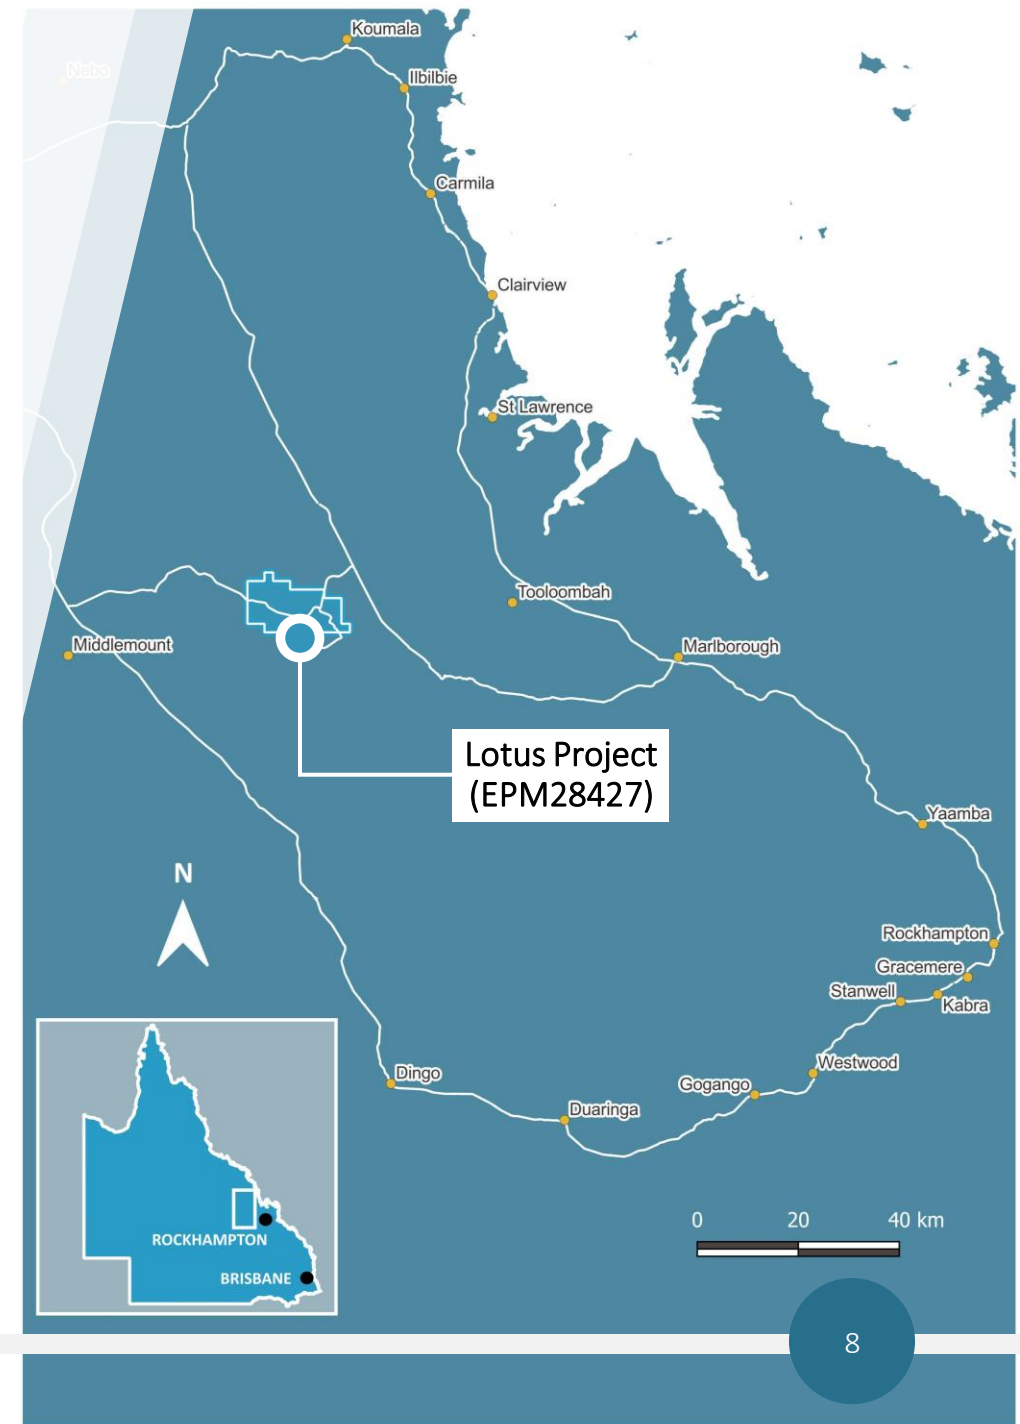 Koumala
Nebo
Ilbilbie
Carmila
Clairview
St Lawrence
Tooloombah
Middlemount
Marlborough
Lotus Project
(EPM28427)
Yaamba
N
Rockhampton
Gracemere
Stanwell
Kabra
Westwood
Dingo
Gogango
Duaringa
0 20 40 km
ROCKHAMPTON
BRISBANE
8